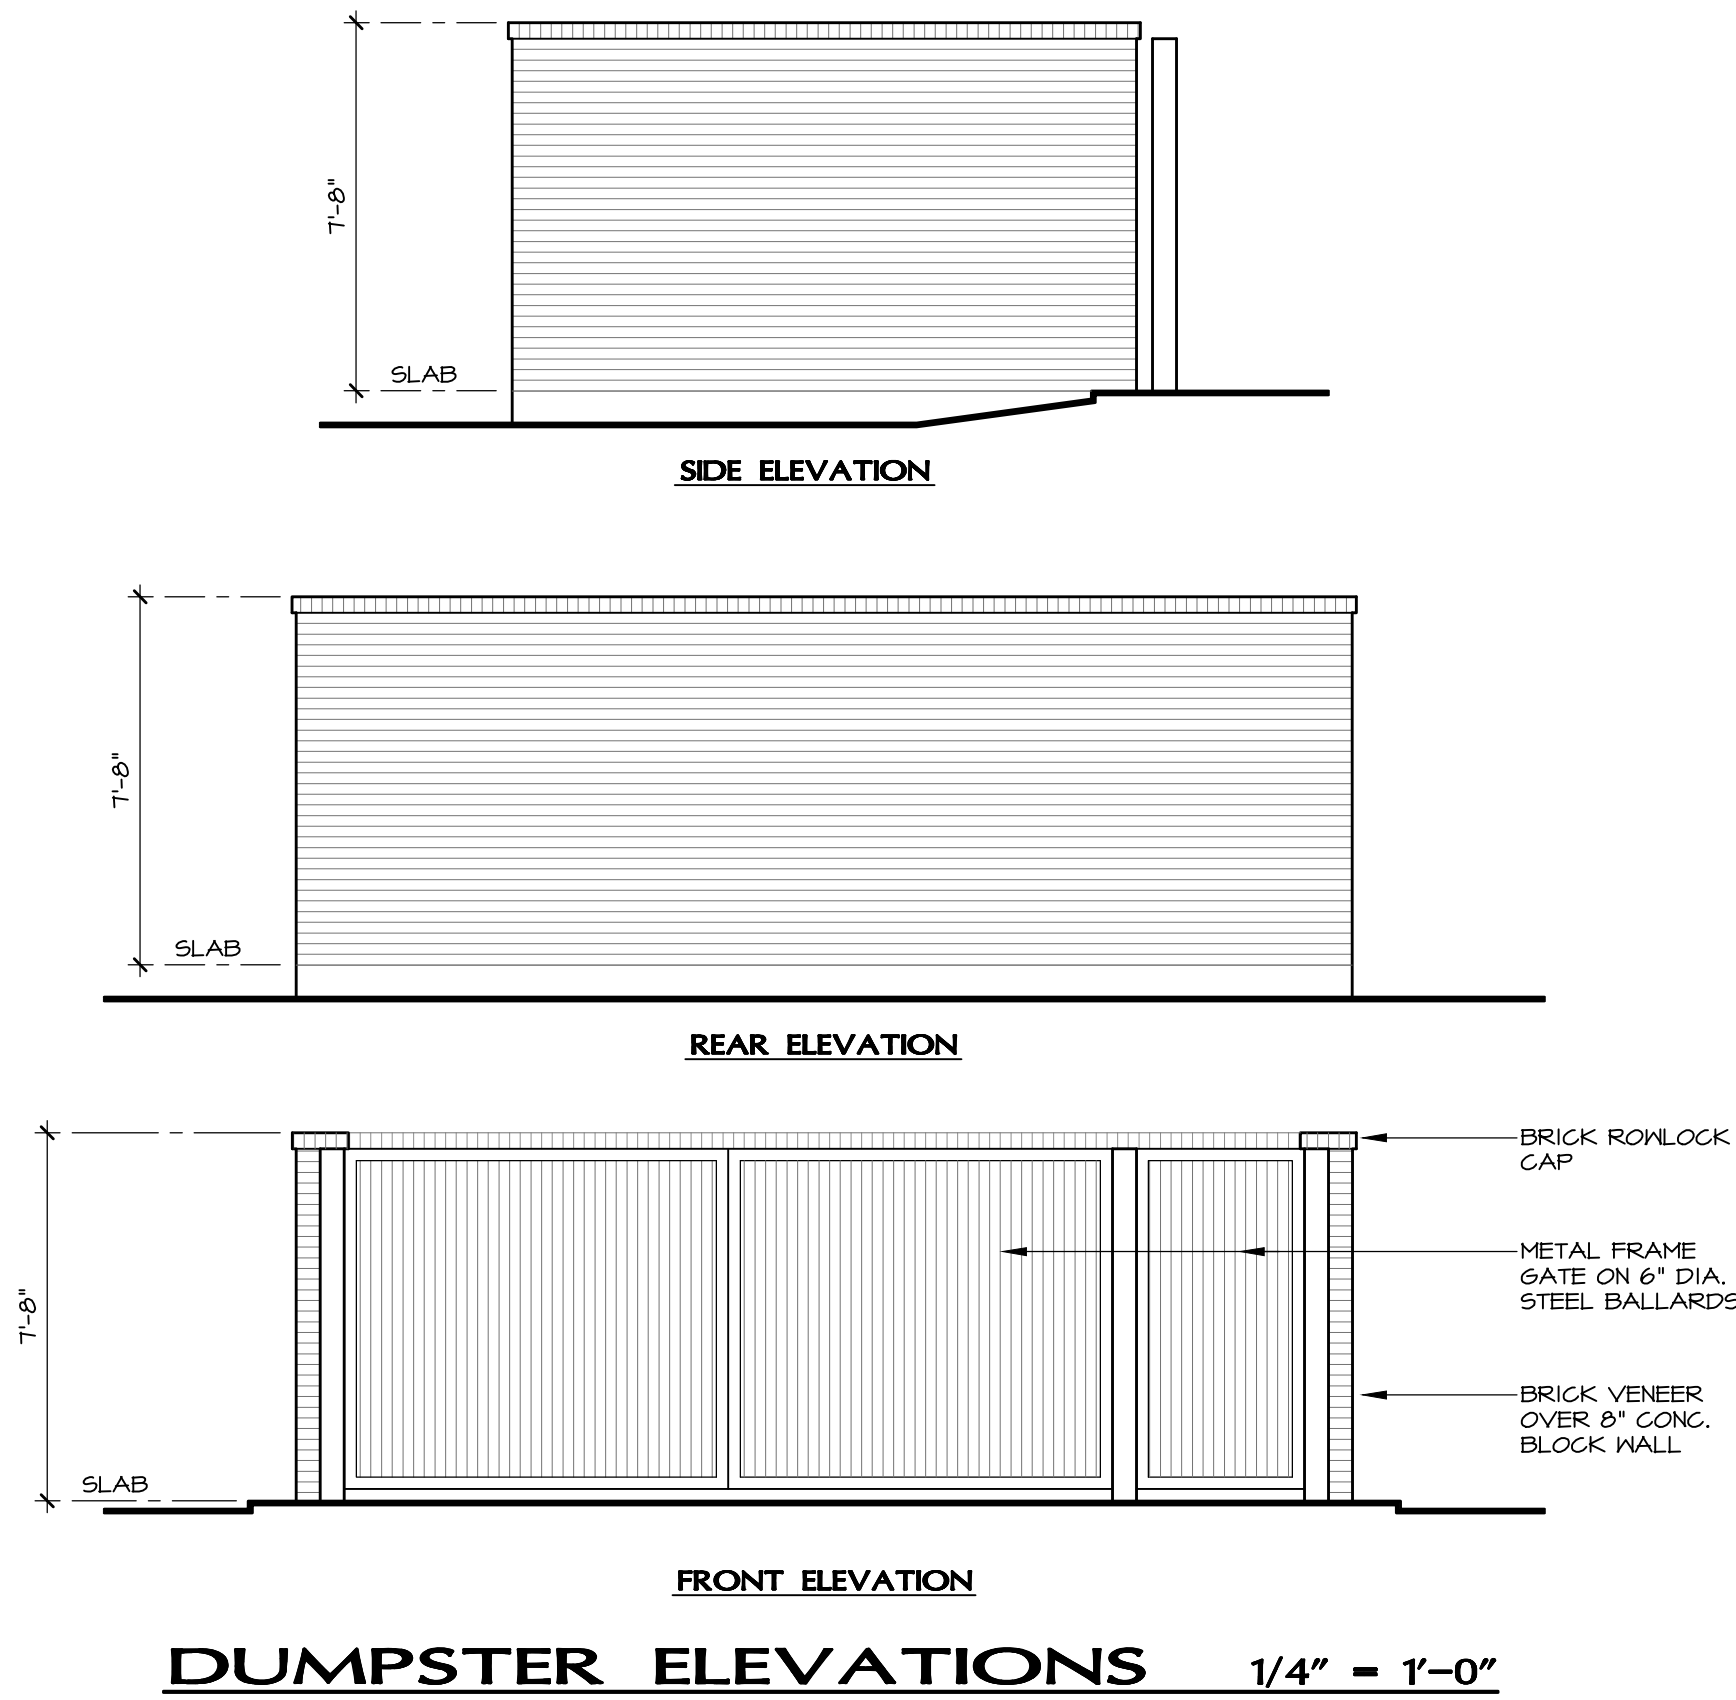 7'-8"
SLAB
SIDE ELEVATION
7'-8"
SLAB
REAR ELEVATION
7'-8"
SLAB
BRICK ROWLOCK
CAP
METAL FRAME
GATE ON 6" DIA.
STEEL BALLARDS
BRICK VENEER
OVER 8" CONC.
BLOCK WALL
FRONT ELEVATION
DUMPSTER ELEVATIONS 1/4" = 1'-0"